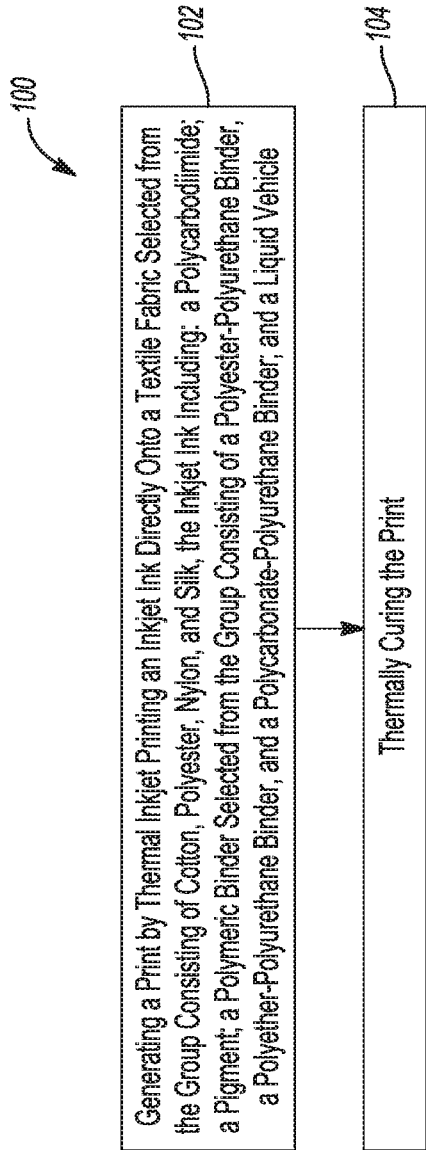 100
Generating a Print by Thermal Inkjet Printing an Inkjet Ink Directly Onto a Textile Fabric Selected from
the Group Consisting of Cotton, Polyester, Nylon, and Silk, the Inkjet Ink Including: a Polycarbodiimide;
a Pigment; a Polymeric Binder Selected from the Group Consisting of a Polyester-Polyurethane Binder,
a Polyether-Polyurethane Binder, and a Polycarbonate-Polyurethane Binder; and a Liquid Vehicle
102
Thermally Curing the Print
104